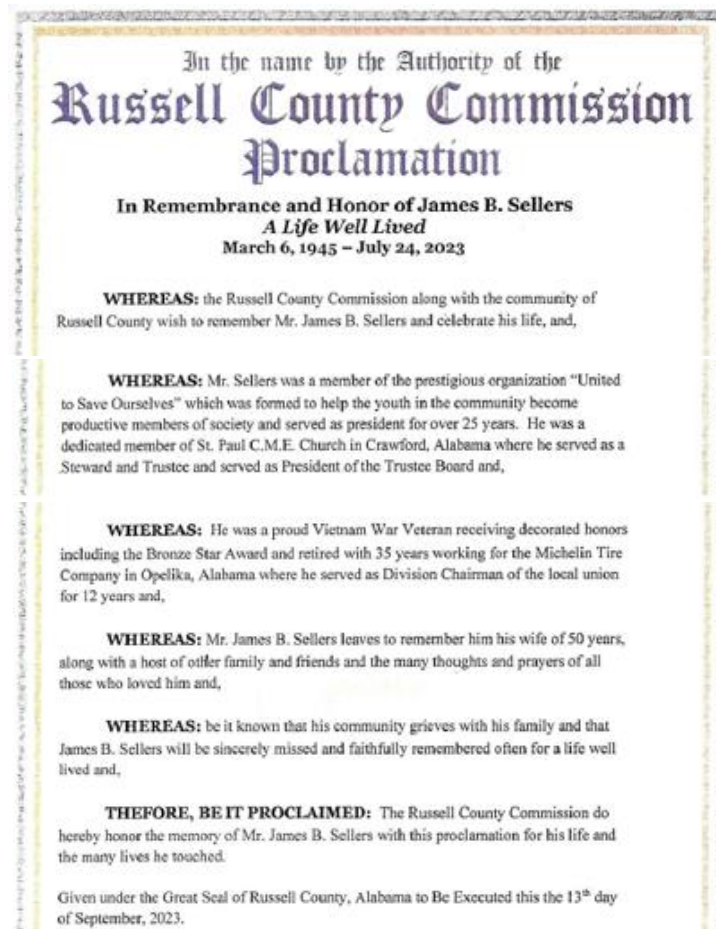 In the name by the Authority of the
Russell County Commission
Proclamation
In Remembrance and Honor of James B. Sellers
A Life Well Lived
March 6, 1945 – July 24, 2023
WHEREAS: the Russell County Commission along with the community of
Russell County wish to remember Mr. James B. Sellers and celebrate his life, and,
WHEREAS: Mr. Sellers was a member of the prestigious organization “United
to Save Ourselves” which was formed to help the youth in the community become
productive members of society and served as president for over 25 years. He was a
dedicated member of St. Paul C.M.E. Church in Crawford, Alabama where he served as a
Steward and Trustee and served as President of the Trustee Board and,
WHEREAS: He was a proud Vietnam War Veteran receiving decorated honors
including the Bronze Star Award and retired with 35 years working for the Michelin Tire
Company in Opelika, Alabama where he served as Division Chairman of the local union
for 12 years and,
WHEREAS: Mr. James B. Sellers leaves to remember him his wife of 50 years,
along with a host of other family and friends and the many thoughts and prayers of all
those who loved him and,
WHEREAS: be it known that his community grieves with his family and that
James B. Sellers will be sincerely missed and faithfully remembered often for a life well
lived and,
THEFORE, BE IT PROCLAIMED: The Russell County Commission do
hereby honor the memory of Mr. James B. Sellers with this proclamation for his life and
the many lives he touched.
Given under the Great Seal of Russell County, Alabama to Be Executed this the 13th day
of September, 2023.